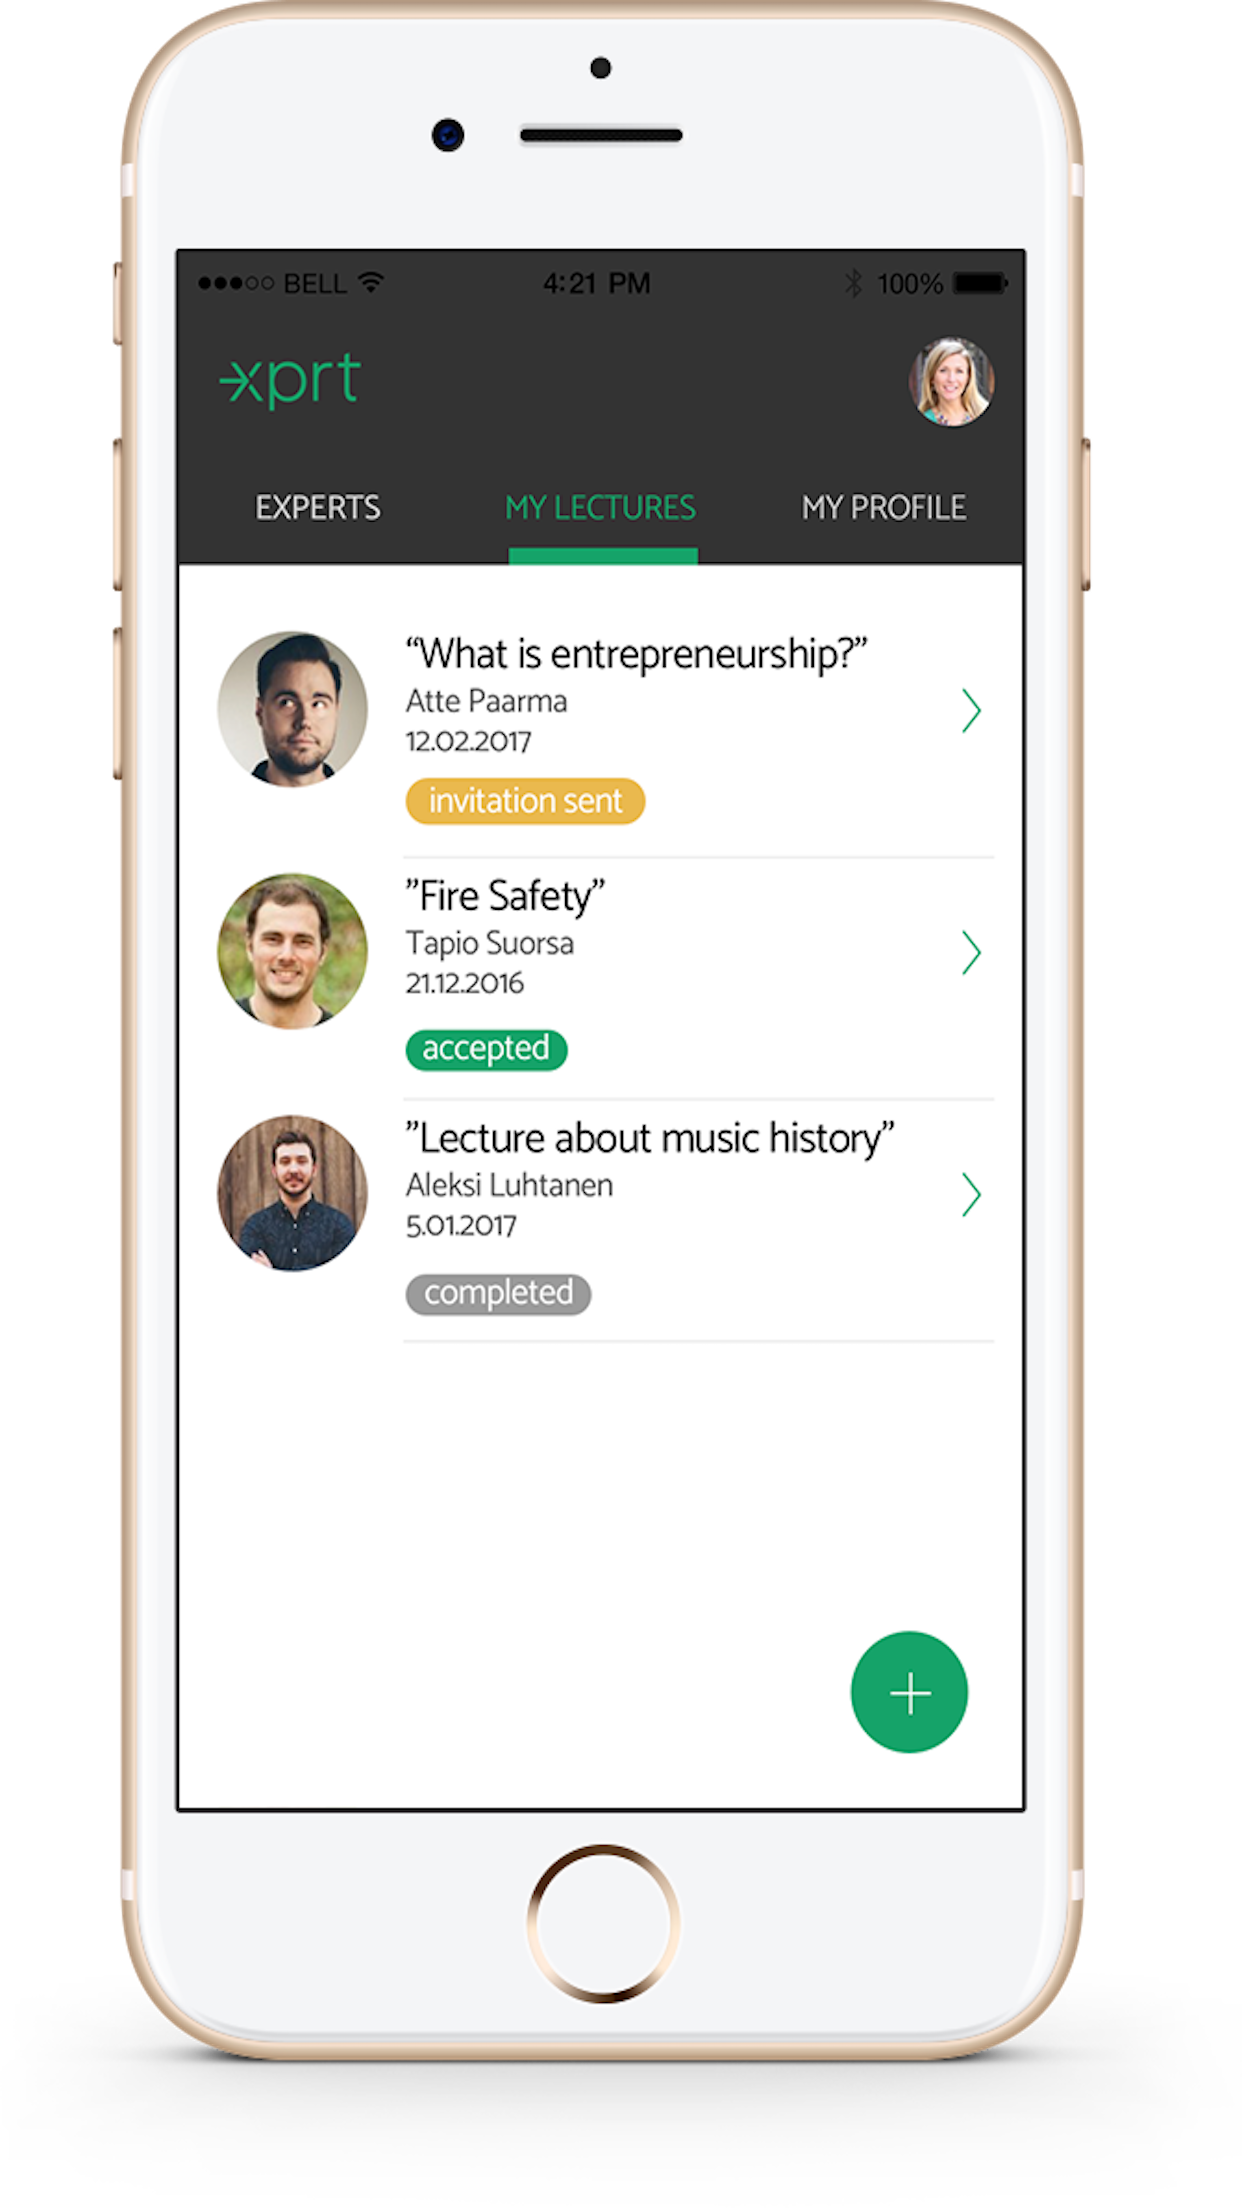 BELL 4:21 PM 100%
xprt
EXPERTS MY LECTURES MY PROFILE
“What is entrepreneurship?”
Atte Paarma
12.02.2017
invitation sent
”Fire Safety”
Tapio Suorsa
21.12.2016
accepted
”Lecture about music history”
Aleksi Luhtanen
5.01.2017
completed
+